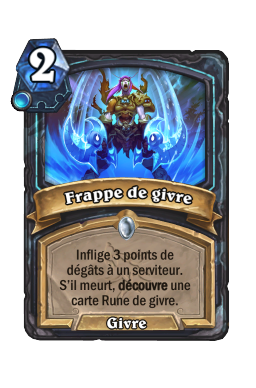 2
Frappe de givre
Inflige 3 points de
dégâts à un serviteur.
S'il meurt, découvre une
carte Rune de givre.
Givre